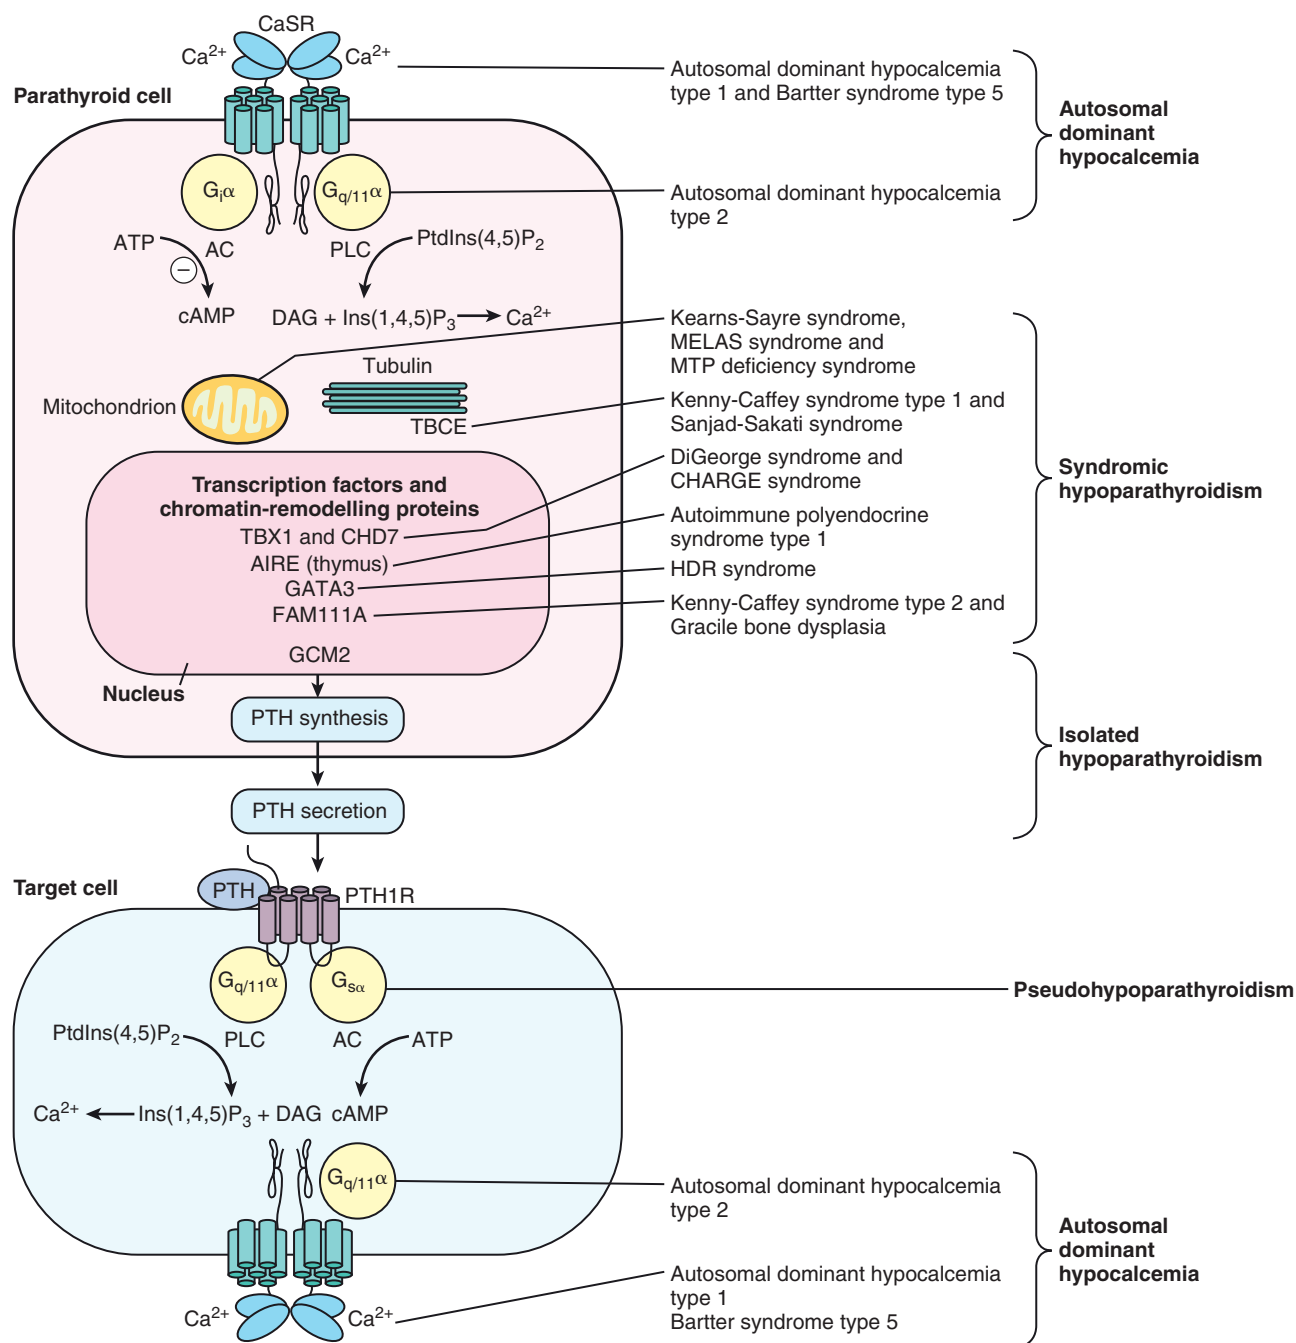 CaSR
Ca2+
Ca2+
Parathyroid cell
Autosomal dominant hypocalcemia
type 1 and Bartter syndrome type 5
Autosomal
dominant
hypocalcemia
Giα
Gq/11α
Autosomal dominant hypocalcemia
type 2
ATP
AC
PLC
PtdIns(4,5)P2
−
cAMP
DAG + Ins(1,4,5)P3
Ca2+
Kearns-Sayre syndrome,
MELAS syndrome and
MTP deficiency syndrome
Tubulin
Mitochondrion
TBCE
Kenny-Caffey syndrome type 1 and
Sanjad-Sakati syndrome
DiGeorge syndrome and
CHARGE syndrome
Syndromic
hypoparathyroidism
Transcription factors and
chromatin-remodelling proteins
TBX1 and CHD7
AIRE (thymus)
GATA3
FAM111A
GCM2
Autoimmune polyendocrine
syndrome type 1
HDR syndrome
Kenny-Caffey syndrome type 2 and
Gracile bone dysplasia
Nucleus
PTH synthesis
Isolated
hypoparathyroidism
PTH secretion
Target cell
PTH
PTH1R
Gq/11α
Gsα
Pseudohypoparathyroidism
PtdIns(4,5)P2
PLC
AC
ATP
Ca2+
Ins(1,4,5)P3 + DAG
cAMP
Gq/11α
Autosomal dominant hypocalcemia
type 2
Autosomal
dominant
hypocalcemia
Autosomal dominant hypocalcemia
type 1
Bartter syndrome type 5
Ca2+
Ca2+